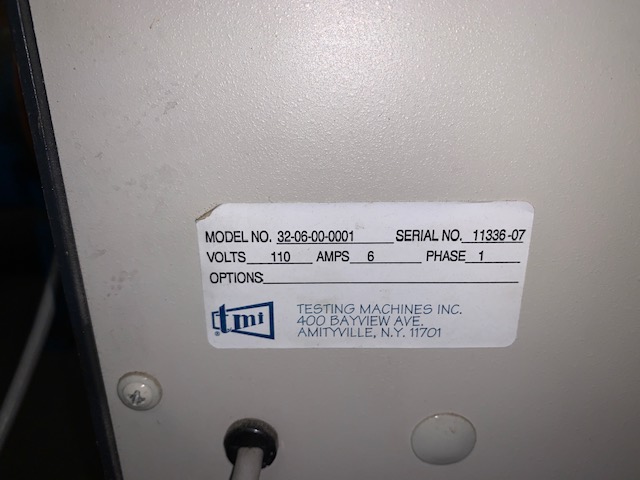 MODEL NO. 32-06-00-0001 SERIAL NO. 11336-07
VOLTS 110 AMPS 6 PHASE 1
OPTIONS
tmi ®
TESTING MACHINES INC.
400 BAYVIEW AVE.
AMITYVILLE, N.Y. 11701